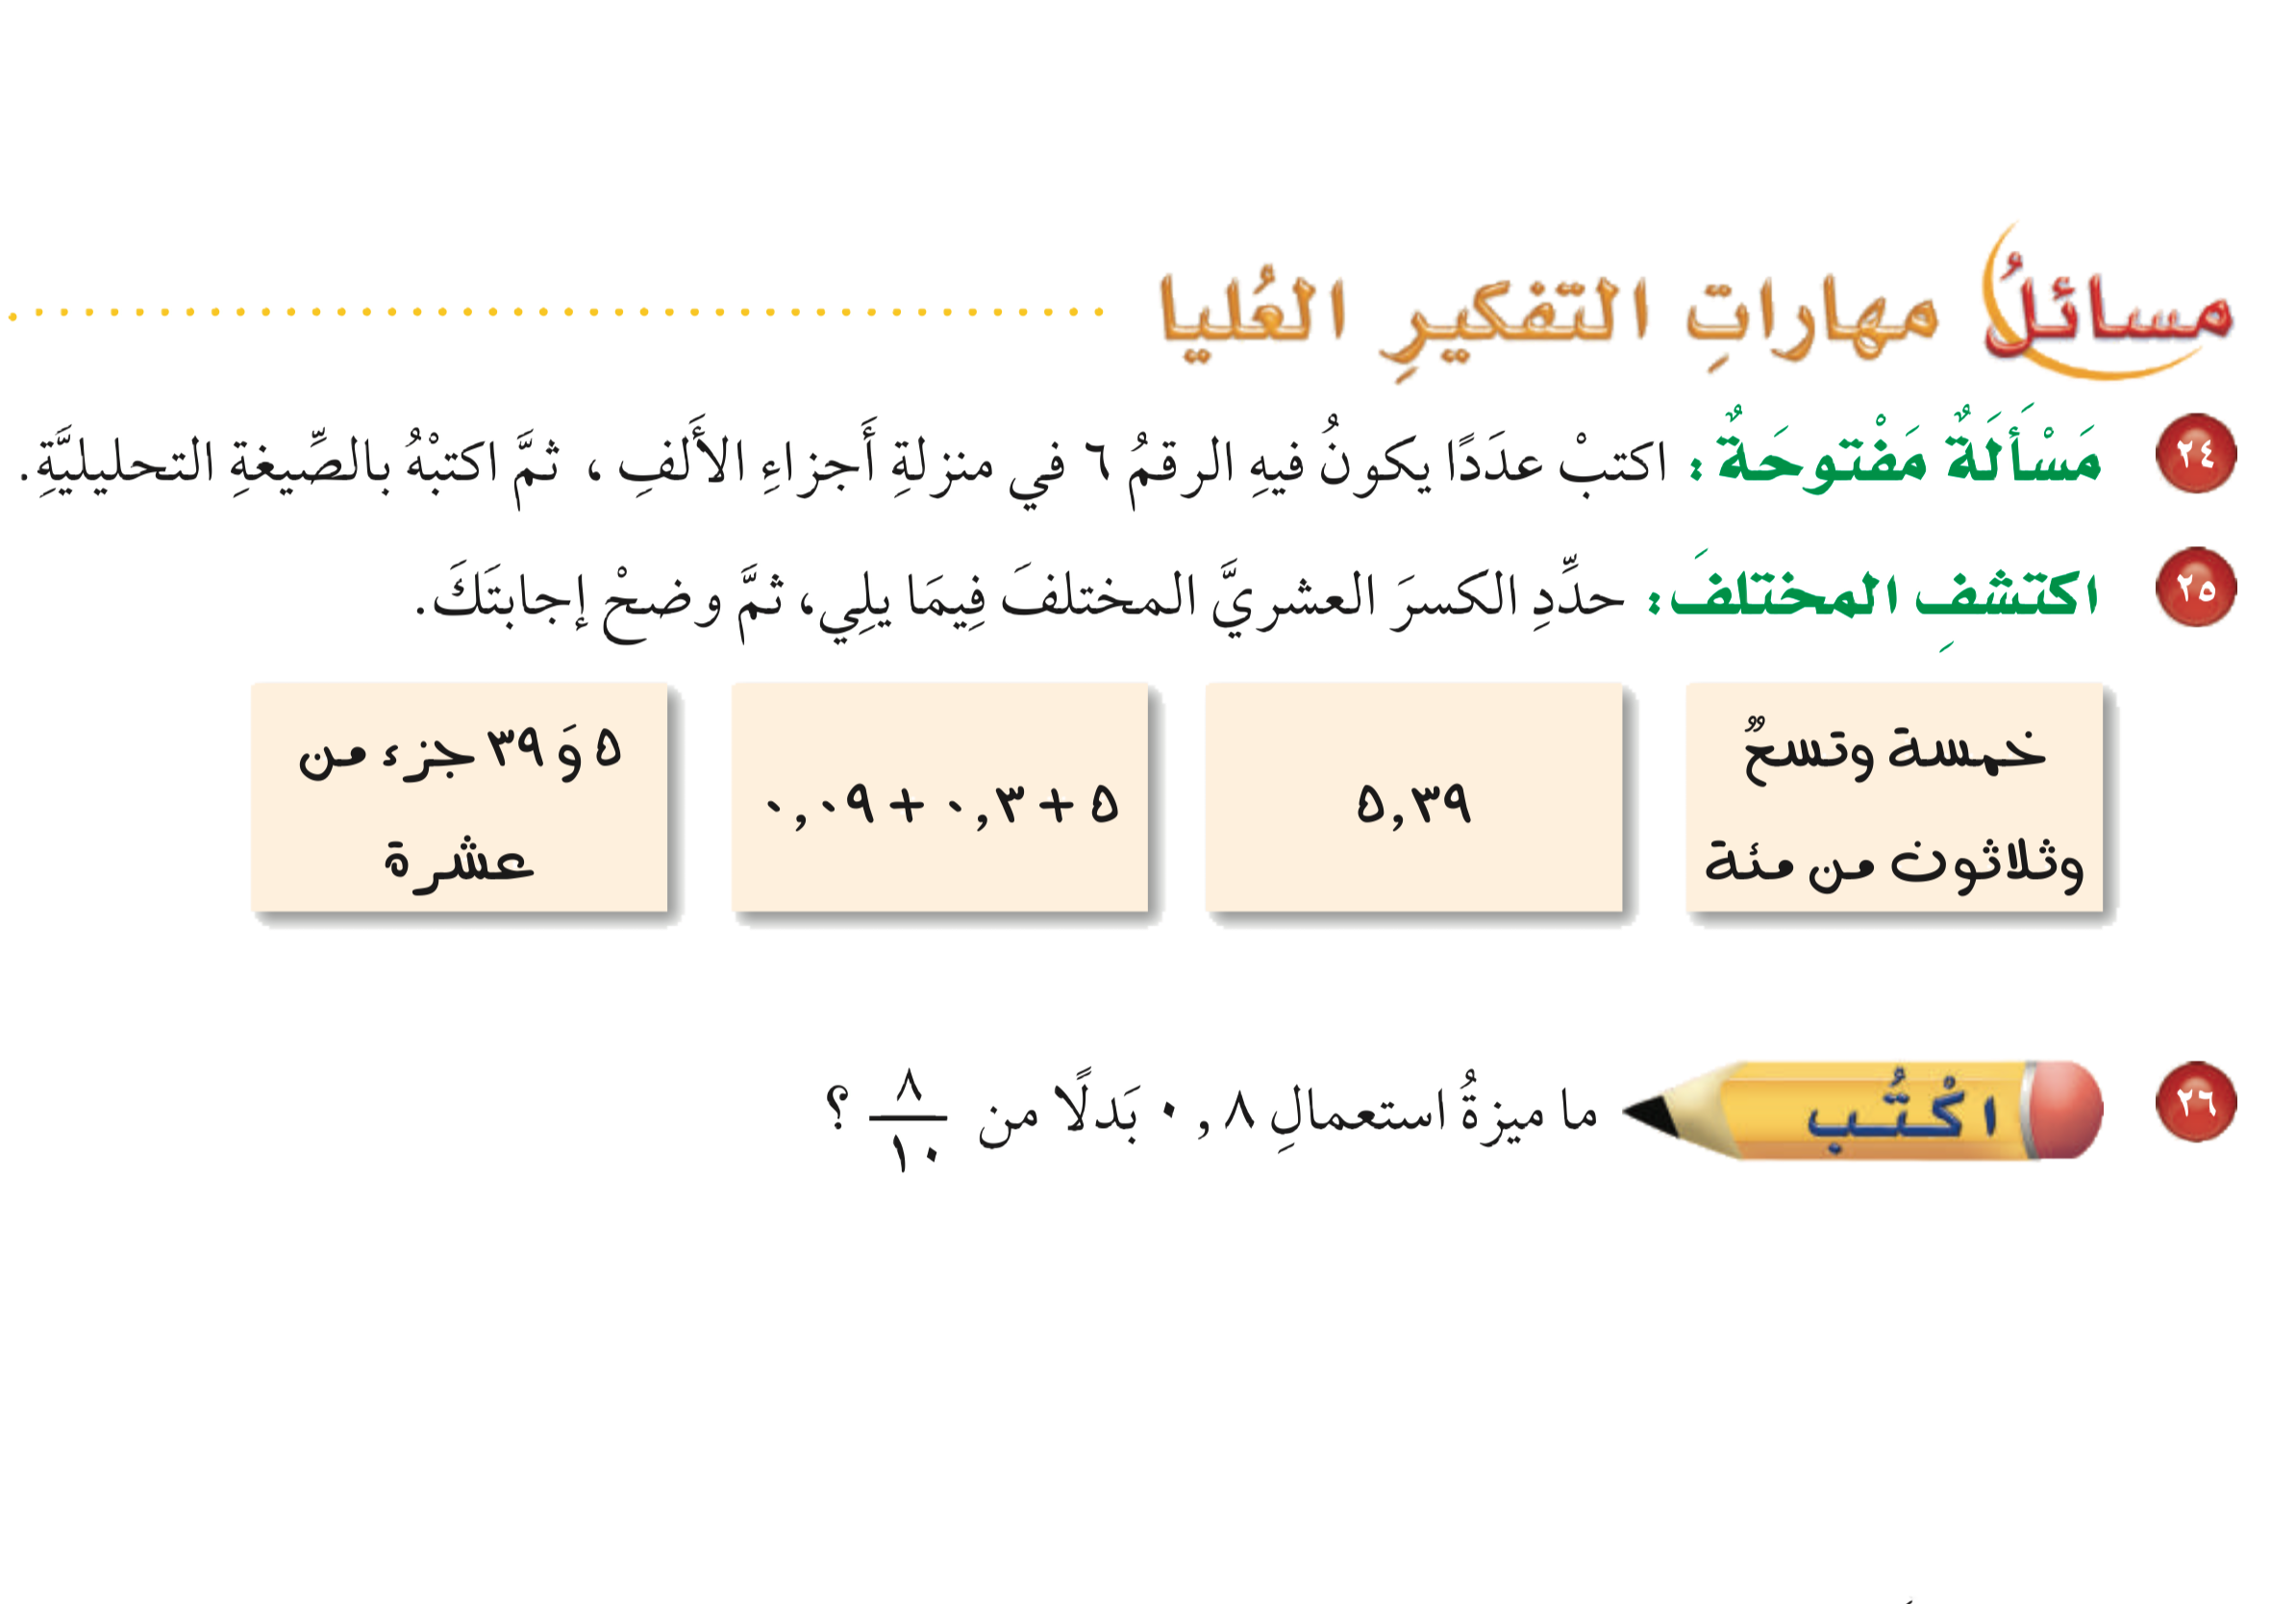 مسائلُ مهاراتِ التفكيرِ العُليا
٢٤ مَسْأَلَةٌ مَفْتوحَةٌ: اكتبْ عدَدًا يكونُ فيهِ الرقمُ ٦ في منزلةِ أَجزاءِ الأَلفِ ، ثمَّ اكتبْهُ بالصِّيغةِ التحليليَّةِ.
٢٥ اكتشفِ المختلفَ: حدِّدِ الكسرَ العشريَّ المختلفَ فِيمَا يلِي، ثمَّ وضحْ إجابتَكَ.
خمسة وتسعٌ
وثلاثون من مئة
٥,٣٩
٥ + ٠,٣ + ٠,٠٩
٥ وَ ٣٩ جزء من
عشرة
٢٦ اكْتُب ما ميزةُ استعمالِ ٠,٨ بَدلًا من ٨/١٠ ؟